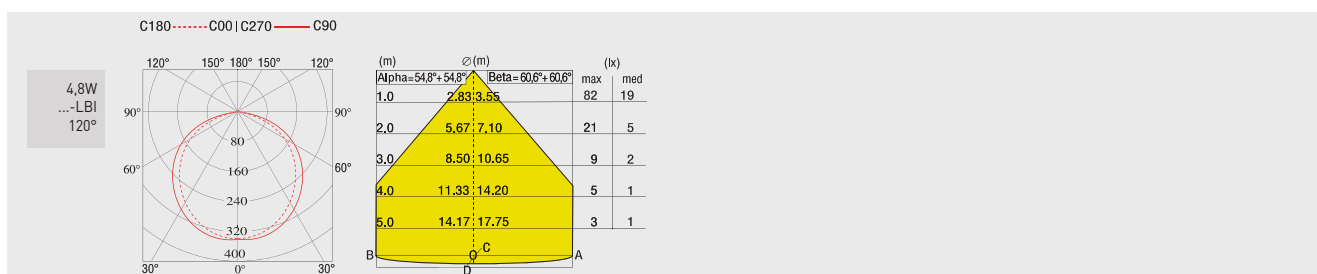 C180 ------ C00 | C270 —— C90
4,8W
...-LBI
120°
120° 150° 180° 150° 120°
90° 90°
80
60° 160 60°
240
320
400
30° 0° 30°
(m) ∅(m) (lx)
Alpha=54,8°+54,8° Beta=60,6°+60,6° max med
1.0 2.83 3.55 82 19
2.0 5.67 7.10 21 5
3.0 8.50 10.65 9 2
4.0 11.33 14.20 5 1
5.0 14.17 17.75 3 1
B C A
D